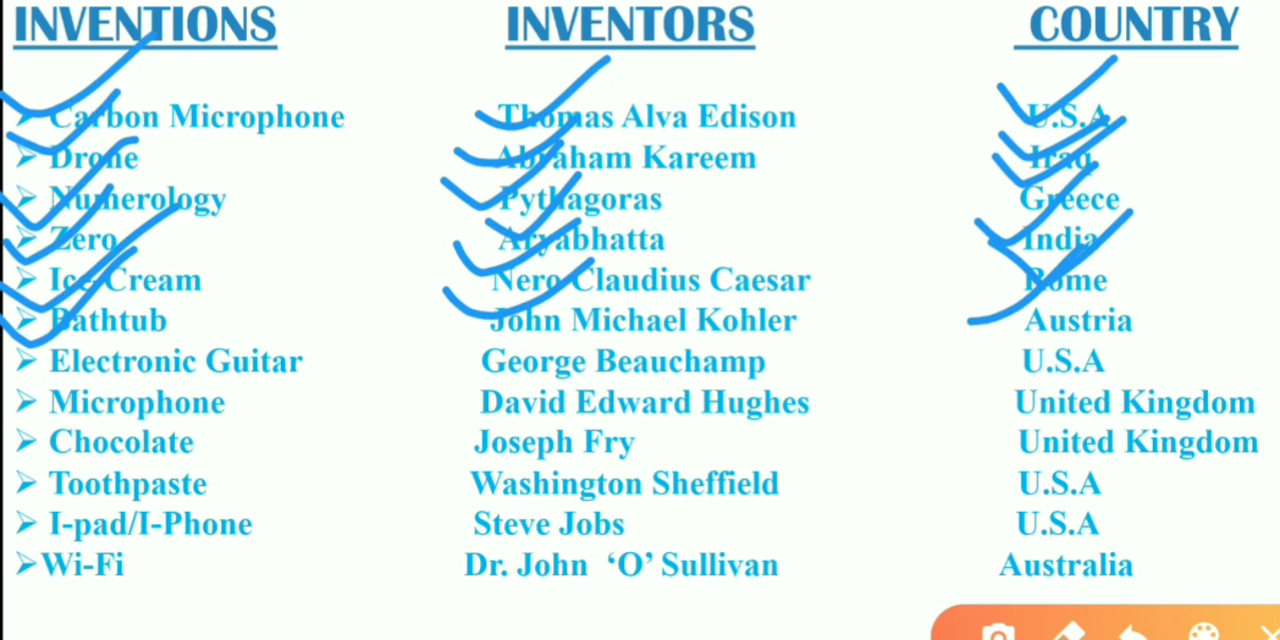 INVENTIONS INVENTORS COUNTRY
Carbon Microphone Thomas Alva Edison U.S.A
Drone Abraham Kareem Iraq
Numerology Pythagoras Greece
Zero Aryabhatta India
Ice-Cream Nero Claudius Caesar Rome
Bathtub John Michael Kohler Austria
Electronic Guitar George Beauchamp U.S.A
Microphone David Edward Hughes United Kingdom
Chocolate Joseph Fry United Kingdom
Toothpaste Washington Sheffield U.S.A
I-pad/I-Phone Steve Jobs U.S.A
Wi-Fi Dr. John ‘O’ Sullivan Australia